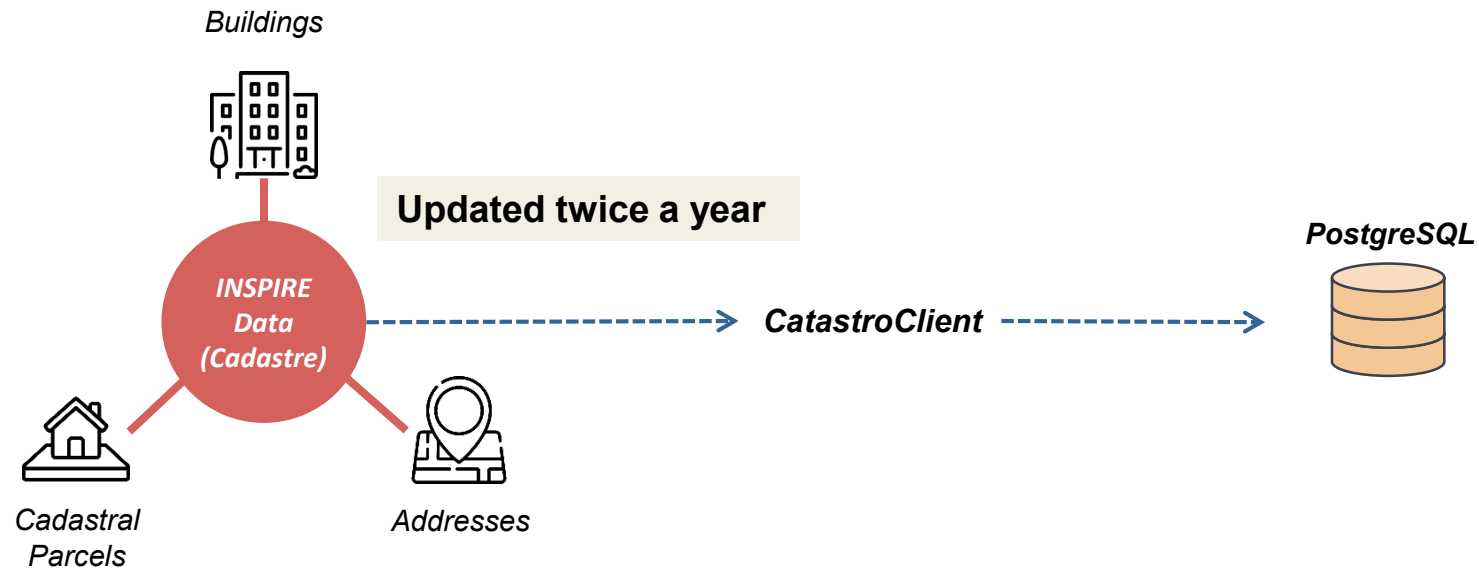 Buildings
Updated twice a year
PostgreSQL
INSPIRE
Data
(Cadastre)
CatastroClient
Cadastral
Parcels
Addresses